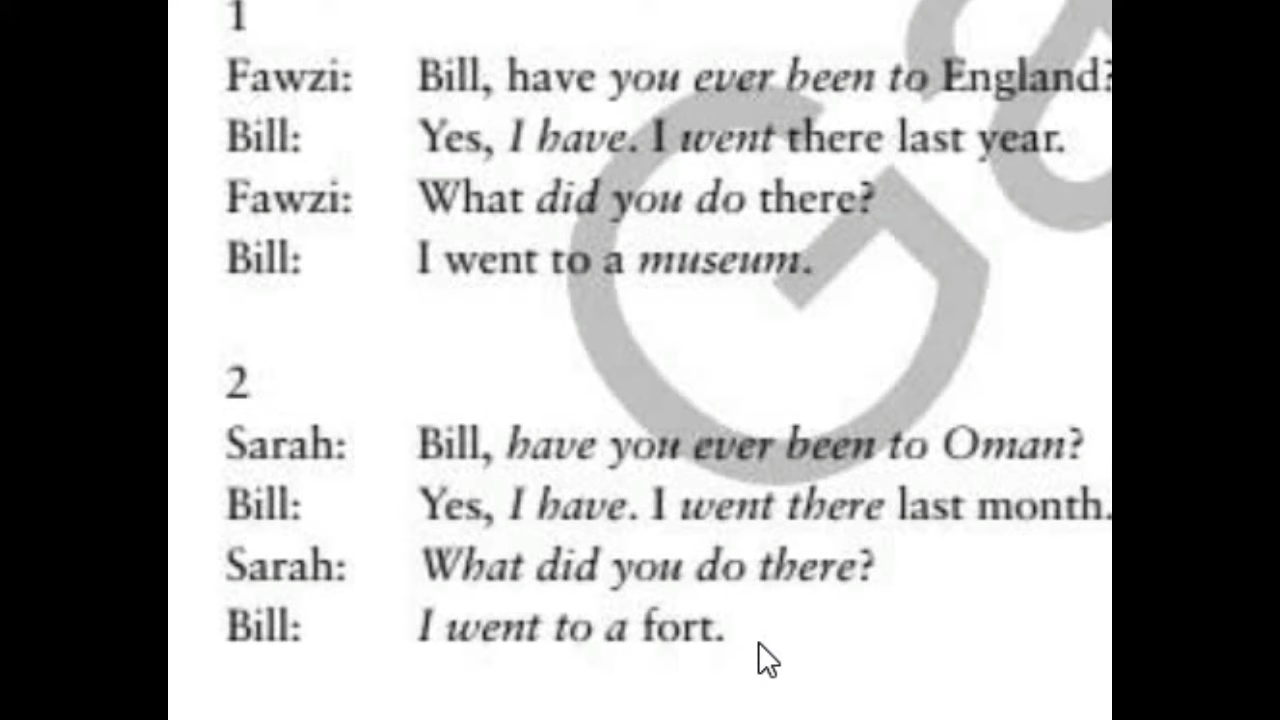 1
Fawzi: Bill, have you ever been to England?
Bill: Yes, I have. I went there last year.
Fawzi: What did you do there?
Bill: I went to a museum.
2
Sarah: Bill, have you ever been to Oman?
Bill: Yes, I have. I went there last month.
Sarah: What did you do there?
Bill: I went to a fort.